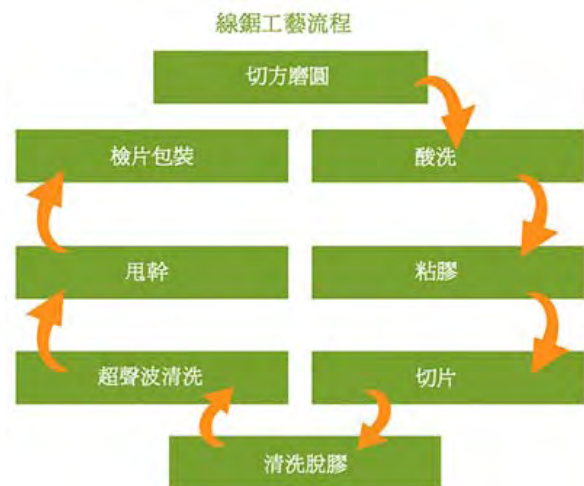 線鋸工藝流程
切方磨圓
檢片包裝
酸洗
甩幹
粘膠
超聲波清洗
切片
清洗脫膠